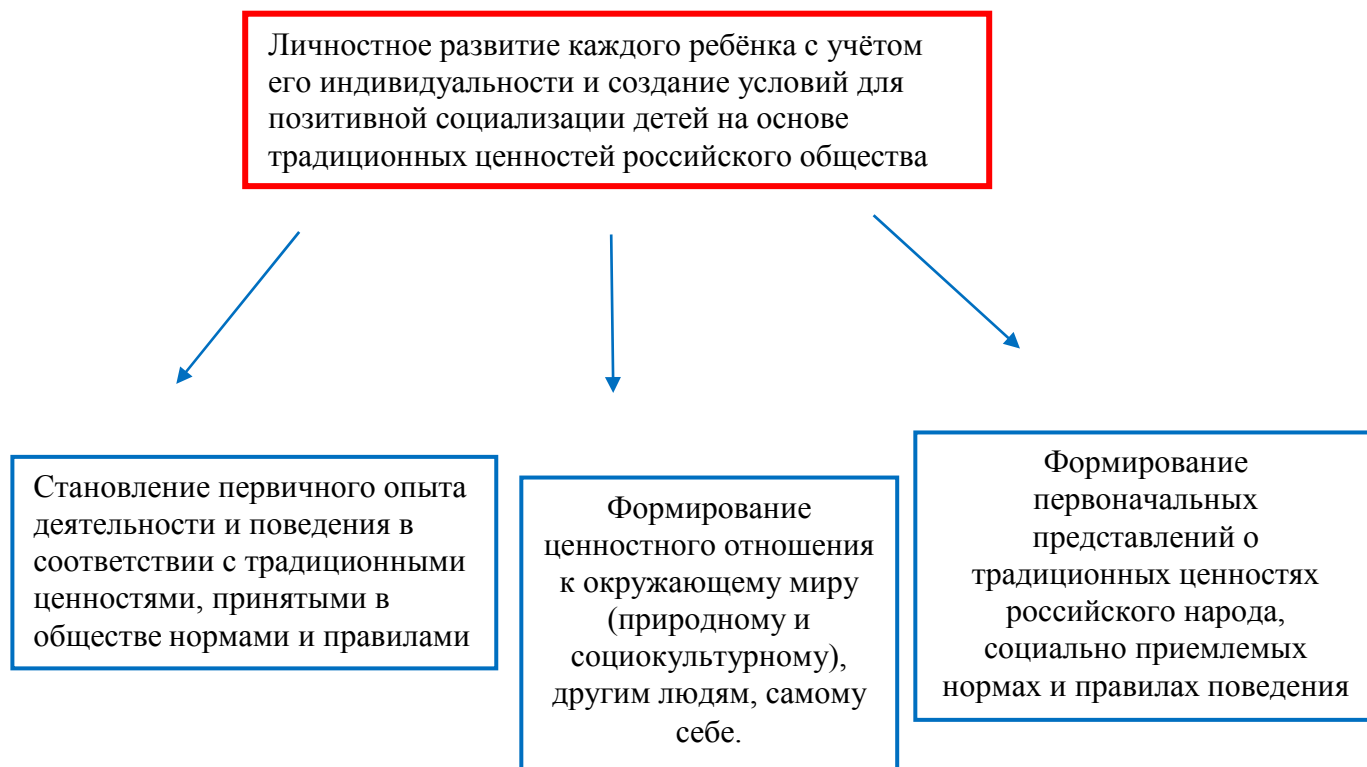 Личностное развитие каждого ребёнка с учётом
его индивидуальности и создание условий для
позитивной социализации детей на основе
традиционных ценностей российского общества
Становление первичного опыта
деятельности и поведения в
соответствии с традиционными
ценностями, принятыми в
обществе нормами и правилами
Формирование
ценностного отношения
к окружающему миру
(природному и
социокультурному),
другим людям, самому
себе.
Формирование
первоначальных
представлений о
традиционных ценностях
российского народа,
социально приемлемых
нормах и правилах поведения